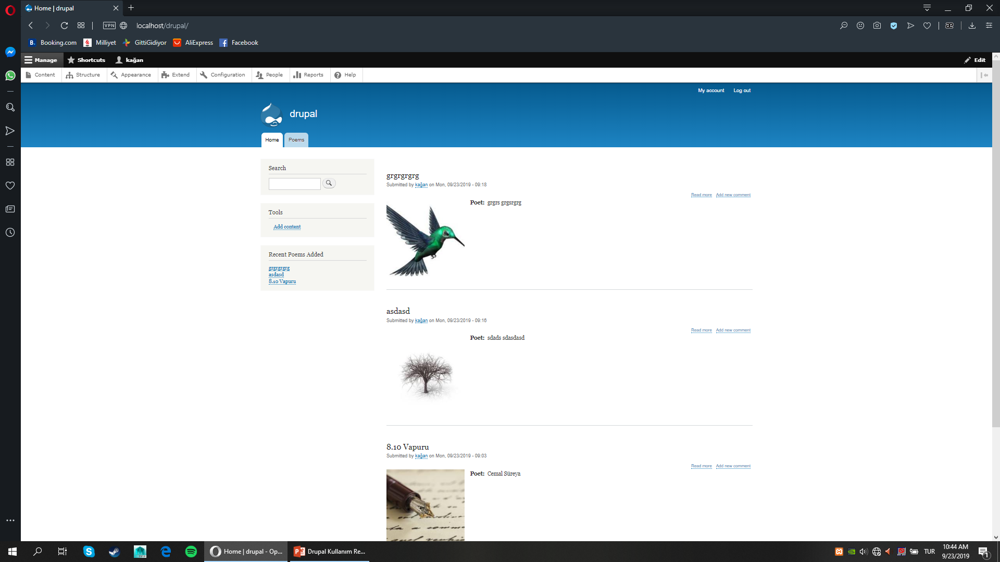 Home | drupal
VPN
localhost/drupal/
Booking.com Milliyet GittiGidiyor AliExpress Facebook
Manage Shortcuts kağan Edit
Content Structure Appearance Extend Configuration People Reports Help
My account Log out
drupal
Home Poems
Search
Tools
Add content
Recent Poems Added
grgrgrgrg
asdasd
8.10 Vapuru
grgrgrgrg
Submitted by kağan on Mon, 09/23/2019 - 09:18
Read more Add new comment
Poet: grgrs grgsrgrg
asdasd
Submitted by kağan on Mon, 09/23/2019 - 09:16
Read more Add new comment
Poet: sdads sdasdasd
8.10 Vapuru
Submitted by kağan on Mon, 09/23/2019 - 09:03
Read more Add new comment
Poet: Cemal Süreya
Home | drupal - Op... Drupal Kullanım Re... TUR 10:44 AM
9/23/2019
1